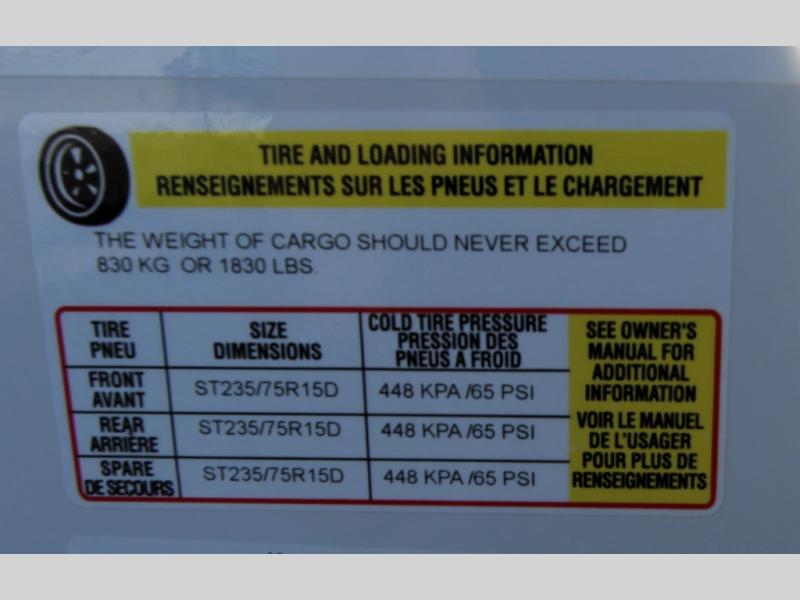 TIRE AND LOADING INFORMATION
RENSEIGNEMENTS SUR LES PNEUS ET LE CHARGEMENT
THE WEIGHT OF CARGO SHOULD NEVER EXCEED
830 KG OR 1830 LBS.
TIRE
PNEU
SIZE
DIMENSIONS
COLD TIRE PRESSURE
PRESSION DES
PNEUS A FROID
FRONT
AVANT
ST235/75R15D
448 KPA /65 PSI
REAR
ARRIÈRE
ST235/75R15D
448 KPA /65 PSI
SPARE
DE SECOURS
ST235/75R15D
448 KPA /65 PSI
SEE OWNER'S
MANUAL FOR
ADDITIONAL
INFORMATION
VOIR LE MANUEL
DE L'USAGER
POUR PLUS DE
RENSEIGNEMENTS